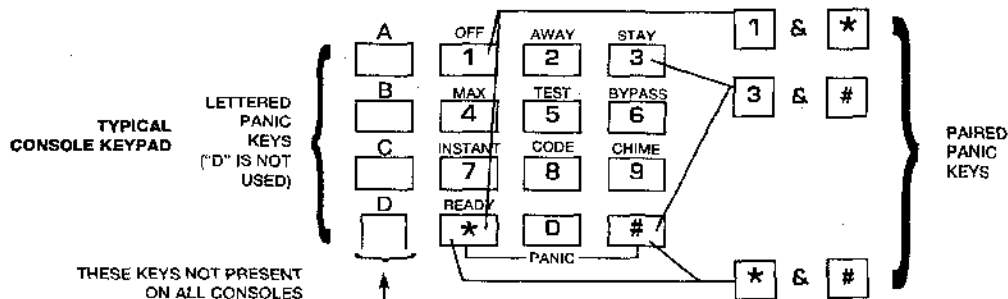 TYPICAL
CONSOLE KEYPAD
LETTERED
PANIC
KEYS
("D" IS NOT
USED)
A
B
C
D
OFF AWAY STAY
1 2 3
MAX TEST BYPASS
4 5 6
INSTANT CODE CHIME
7 8 9
READY
* 0 #
PANIC
THESE KEYS NOT PRESENT
ON ALL CONSOLES
1 & *
3 & #
* & #
PAIRED
PANIC
KEYS